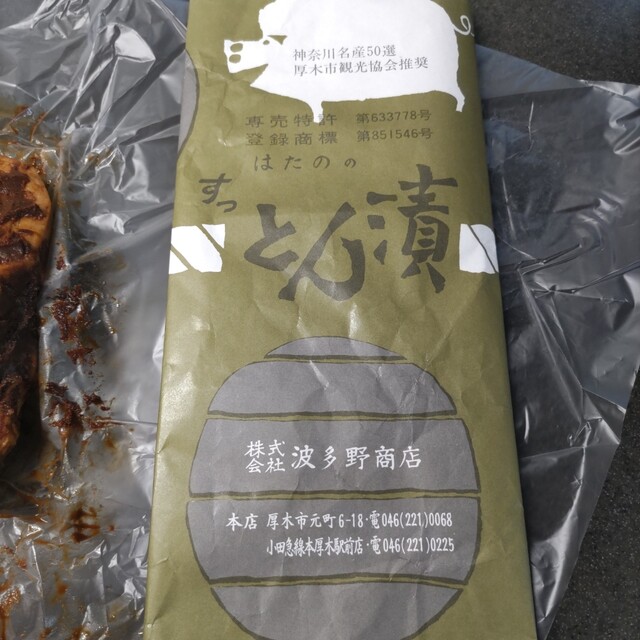 神奈川名産50選
厚木市観光協会推奨
専売特許 第633778号
登録商標 第851546号
はたのの
すっ
とん漬
株式会社 波多野商店
本店 厚木市元町6-18・電046(221)0068
小田急線本厚木駅前店・電046(221)0225